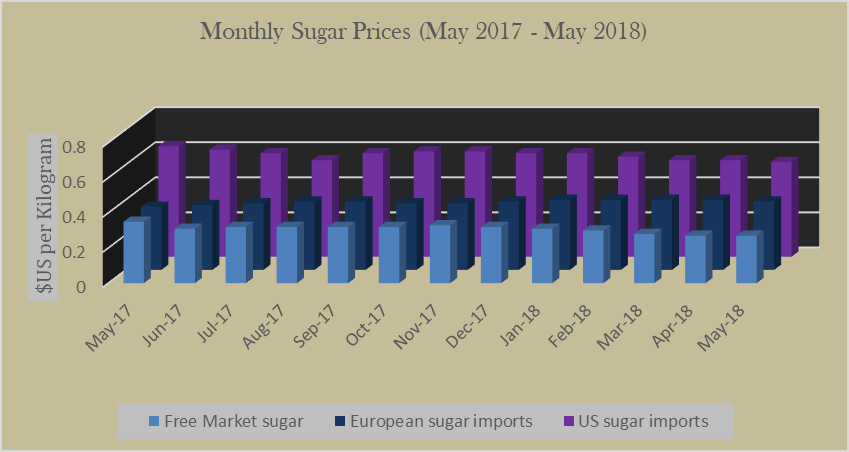 Monthly Sugar Prices (May 2017 - May 2018)
$US per Kilogram
0.8
0.6
0.4
0.2
0
May-17
Jun-17
Jul-17
Aug-17
Sep-17
Oct-17
Nov-17
Dec-17
Jan-18
Feb-18
Mar-18
Apr-18
May-18
Free Market sugar
European sugar imports
US sugar imports